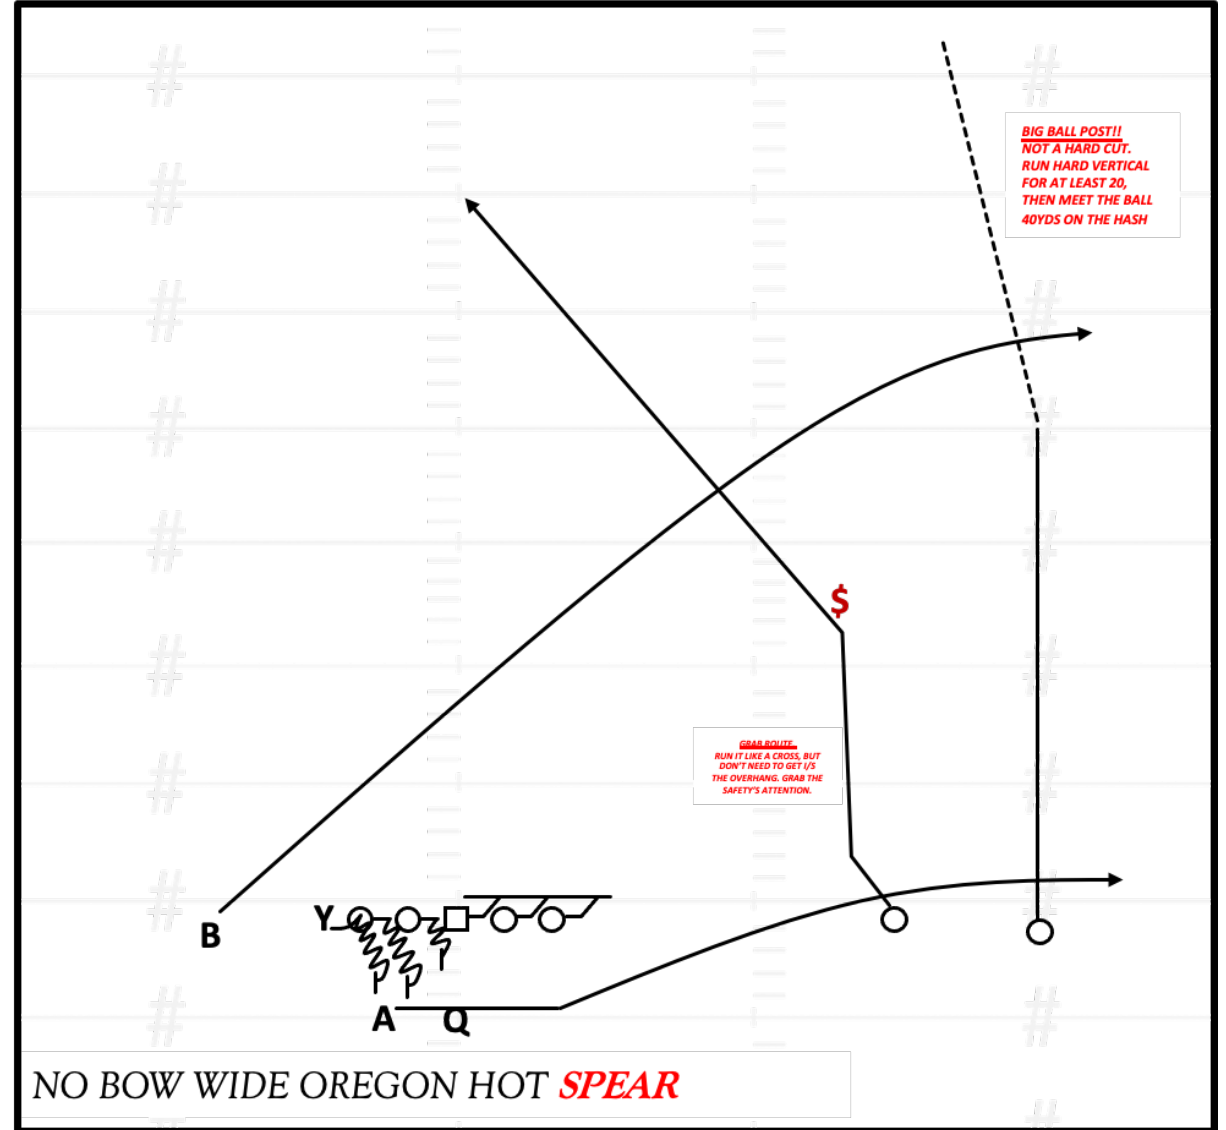 BIG BALL POST!!
NOT A HARD CUT.
RUN HARD VERTICAL
FOR AT LEAST 20,
THEN MEET THE BALL
40YDS ON THE HASH
$
GRAB ROUTE
RUN IT LIKE A CROSS, BUT
DON'T NEED TO GET I/S
THE OVERHANG. GRAB THE
SAFETY'S ATTENTION.
B
Y
A
Q
NO BOW WIDE OREGON HOT SPEAR